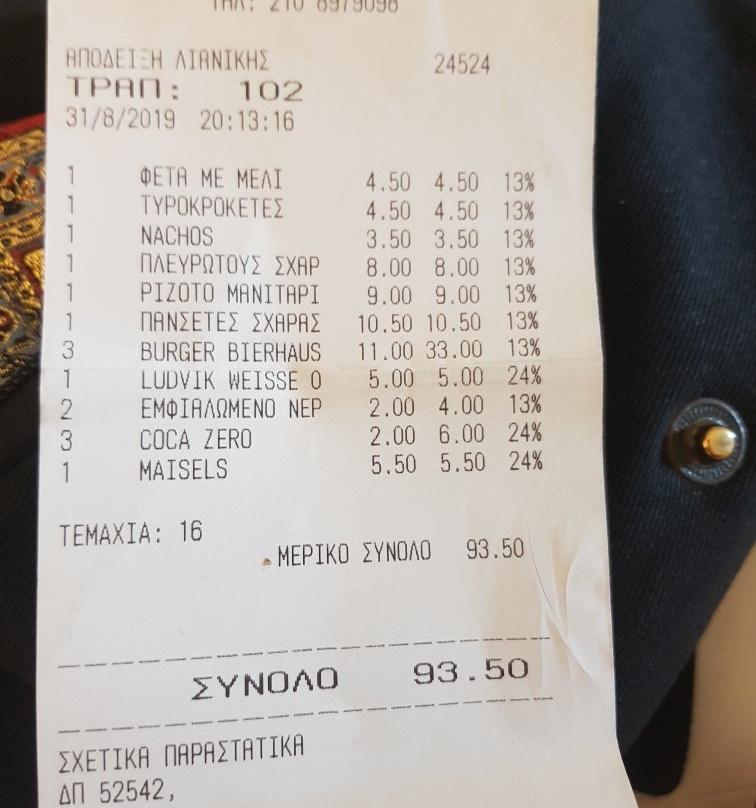 ΤΗΛ: 210 8979098
ΑΠΟΔΕΙΞΗ ΛΙΑΝΙΚΗΣ 24524
ΤΡΑΠ: 102
31/8/2019 20:13:16
1 ΦΕΤΑ ΜΕ ΜΕΛΙ 4.50 4.50 13%
1 ΤΥΡΟΚΡΟΚΕΤΕΣ 4.50 4.50 13%
1 NACHOS 3.50 3.50 13%
1 ΠΛΕΥΡΩΤΟΥΣ ΣΧΑΡ 8.00 8.00 13%
1 ΡΙΖΟΤΟ ΜΑΝΙΤΑΡΙ 9.00 9.00 13%
1 ΠΑΝΣΕΤΕΣ ΣΧΑΡΑΣ 10.50 10.50 13%
3 BURGER BIERHAUS 11.00 33.00 13%
1 LUDVIK WEISSE 0 5.00 5.00 24%
2 ΕΜΦΙΑΛΩΜΕΝΟ ΝΕΡ 2.00 4.00 13%
3 COCA ZERO 2.00 6.00 24%
1 MAISELS 5.50 5.50 24%
ΤΕΜΑΧΙΑ: 16
ΜΕΡΙΚΟ ΣΥΝΟΛΟ 93.50
ΣΥΝΟΛΟ 93.50
ΣΧΕΤΙΚΑ ΠΑΡΑΣΤΑΤΙΚΑ
ΔΠ 52542,